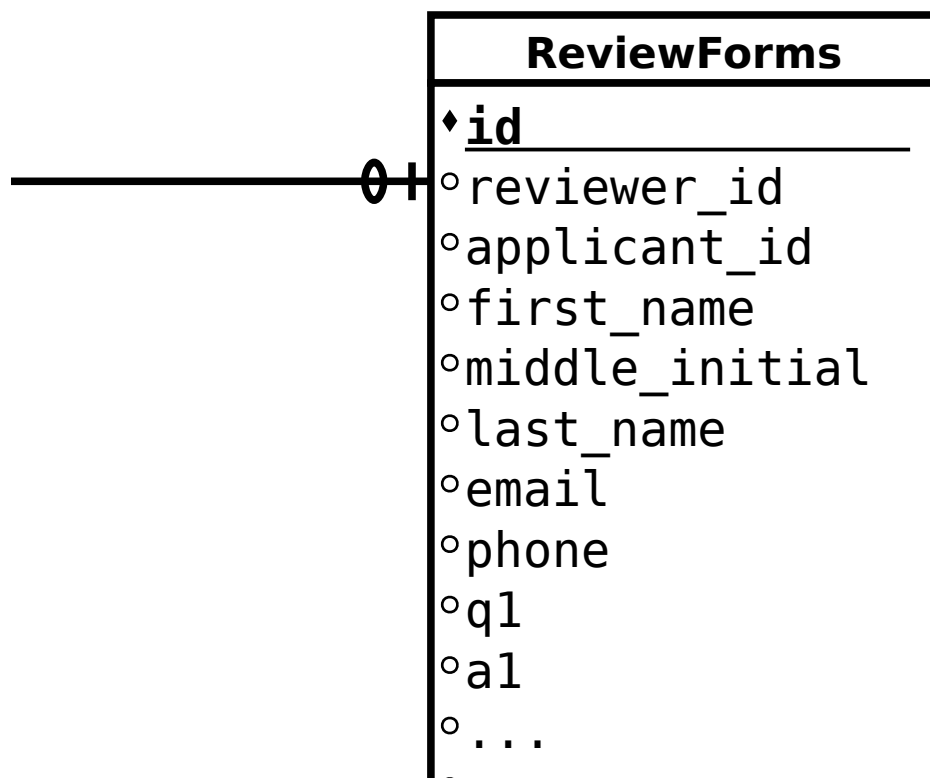 ReviewForms
id
reviewer_id
applicant_id
first_name
middle_initial
last_name
email
phone
q1
a1
...